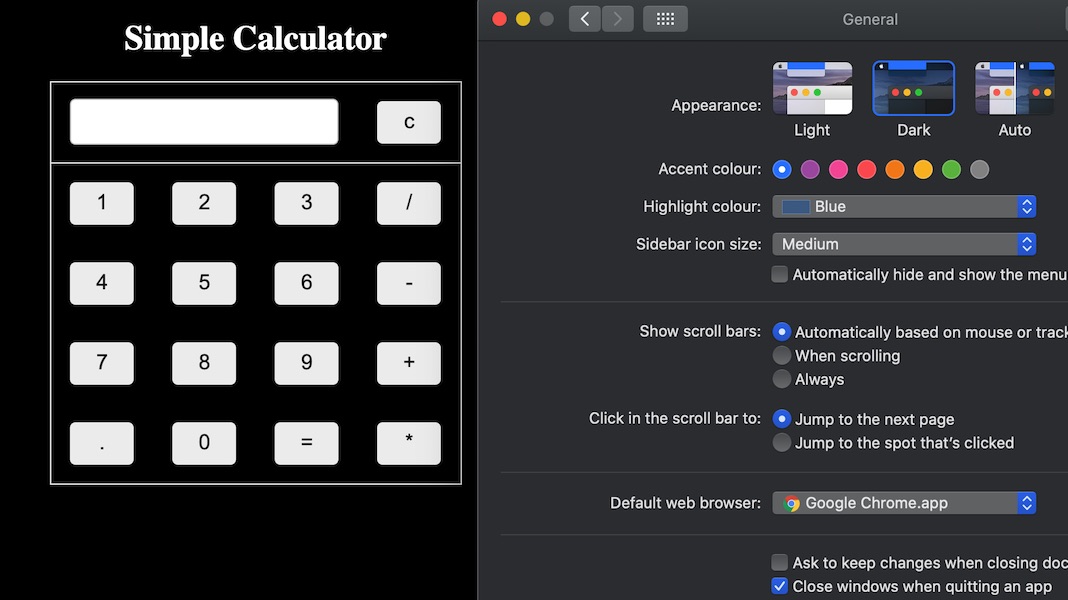 Simple Calculator
c
1 2 3 /
4 5 6 -
7 8 9 +
. 0 = *
General
Appearance:
Light Dark Auto
Accent colour:
Highlight colour: Blue
Sidebar icon size: Medium
Automatically hide and show the menu
Show scroll bars: Automatically based on mouse or track
When scrolling
Always
Click in the scroll bar to: Jump to the next page
Jump to the spot that’s clicked
Default web browser: Google Chrome.app
Ask to keep changes when closing doc
Close windows when quitting an app